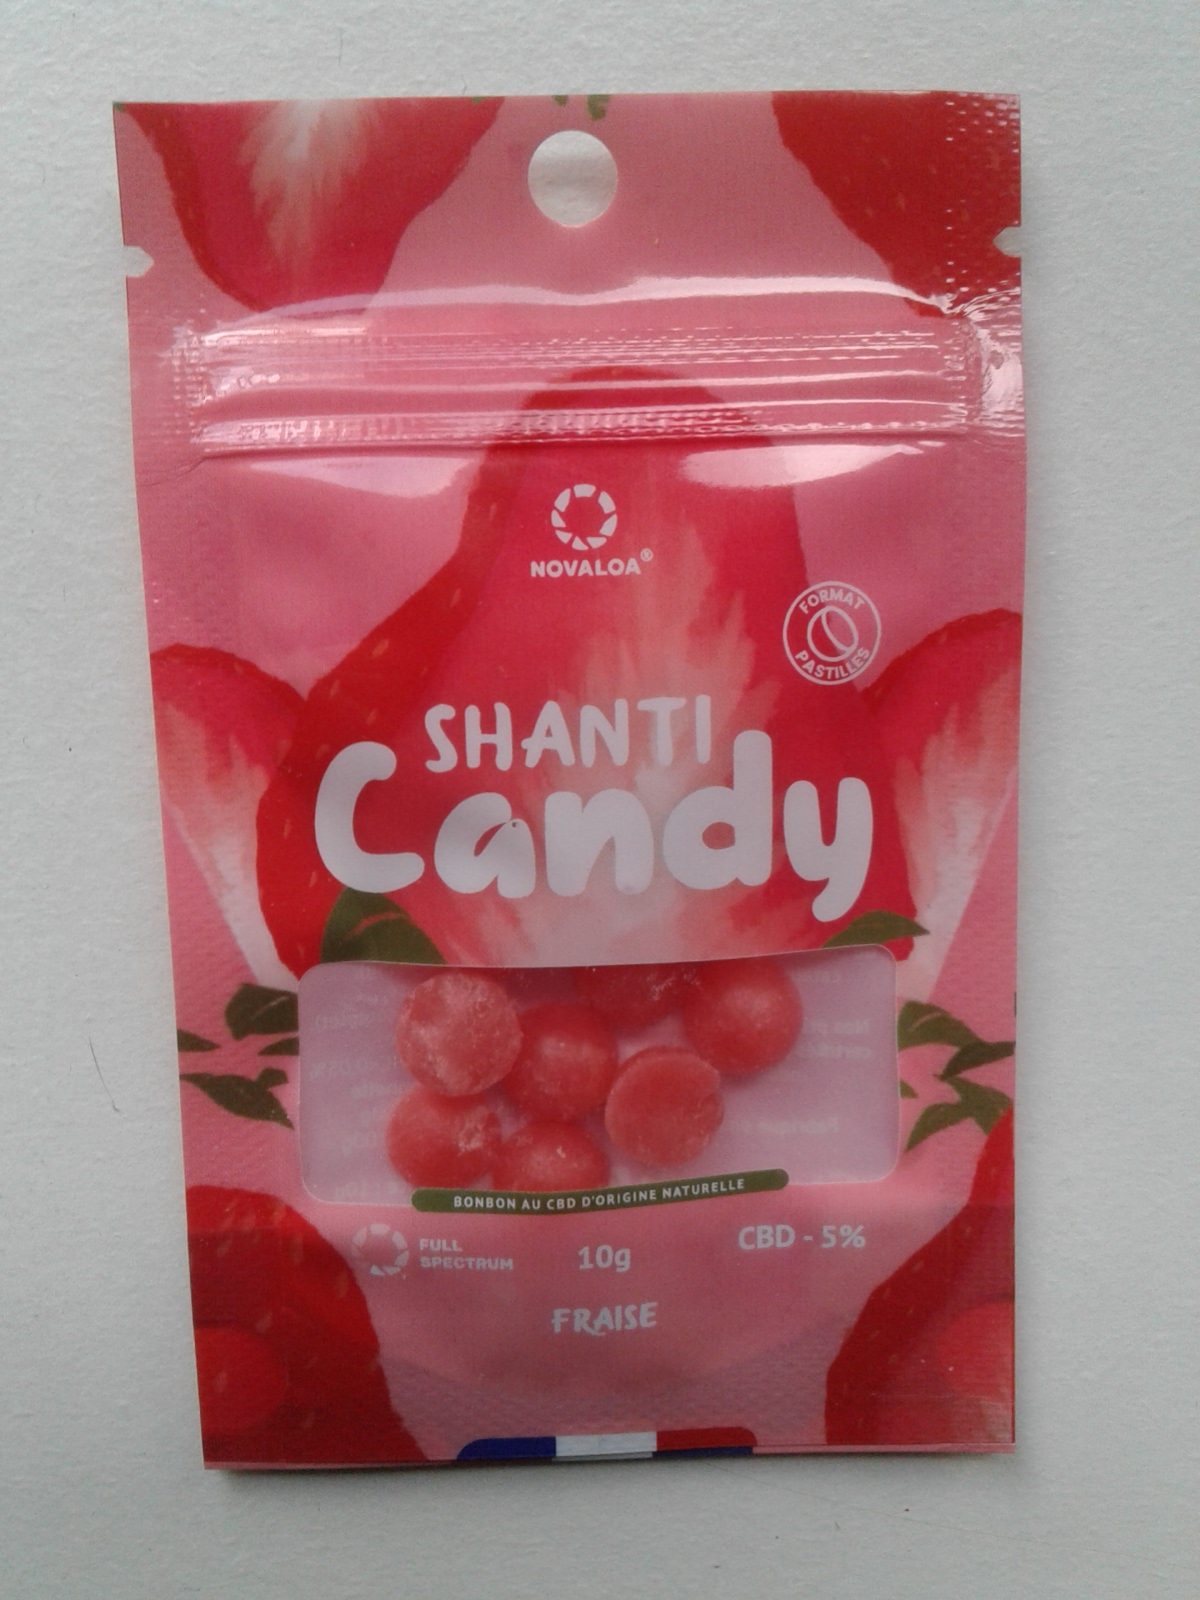 NOVALOA®
FORMAT
PASTILLES
SHANTI
Candy
BONBON AU CBD D'ORIGINE NATURELLE
FULL
SPECTRUM
10g
CBD - 5%
FRAISE